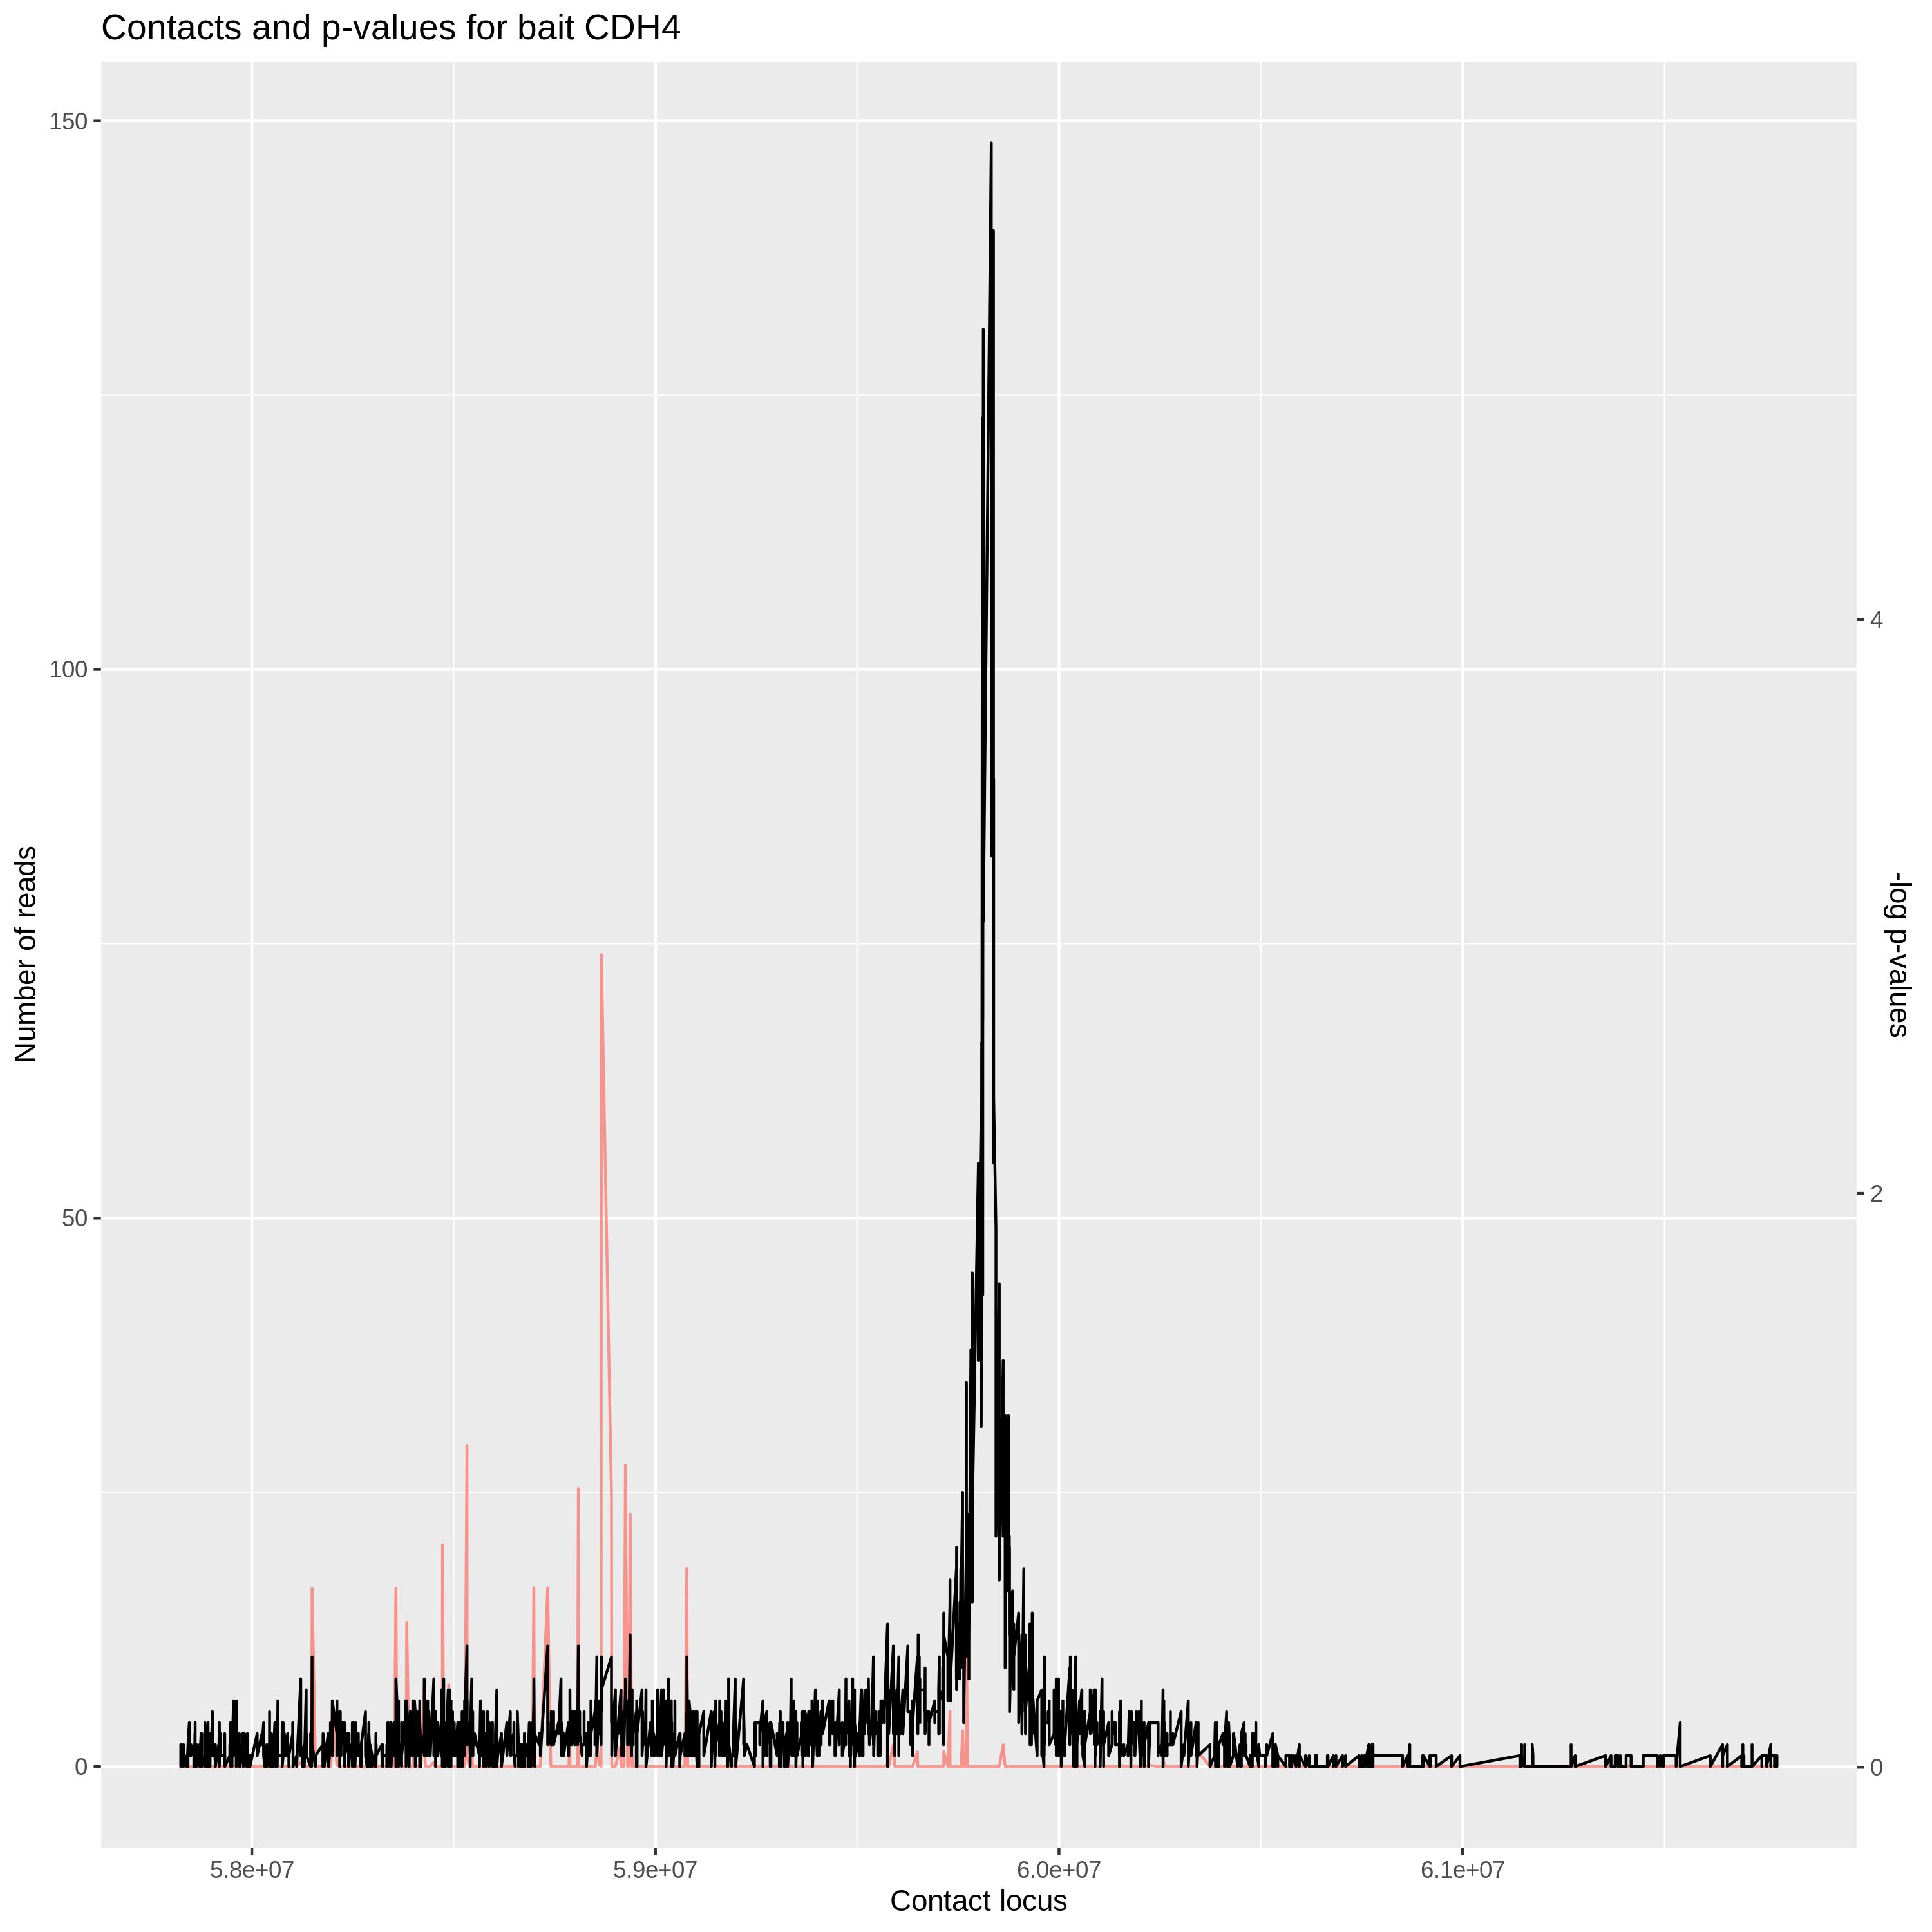 Contacts and p-values for bait CDH4
150
100
50
0
Number of reads
4
2
0
-log p-values
5.8e+07
5.9e+07
6.0e+07
6.1e+07
Contact locus